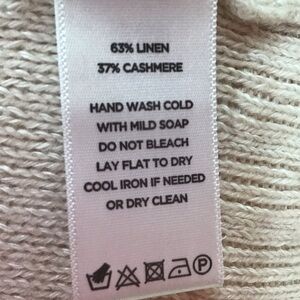 63% LINEN
37% CASHMERE
HAND WASH COLD
WITH MILD SOAP
DO NOT BLEACH
LAY FLAT TO DRY
COOL IRON IF NEEDED
OR DRY CLEAN
P